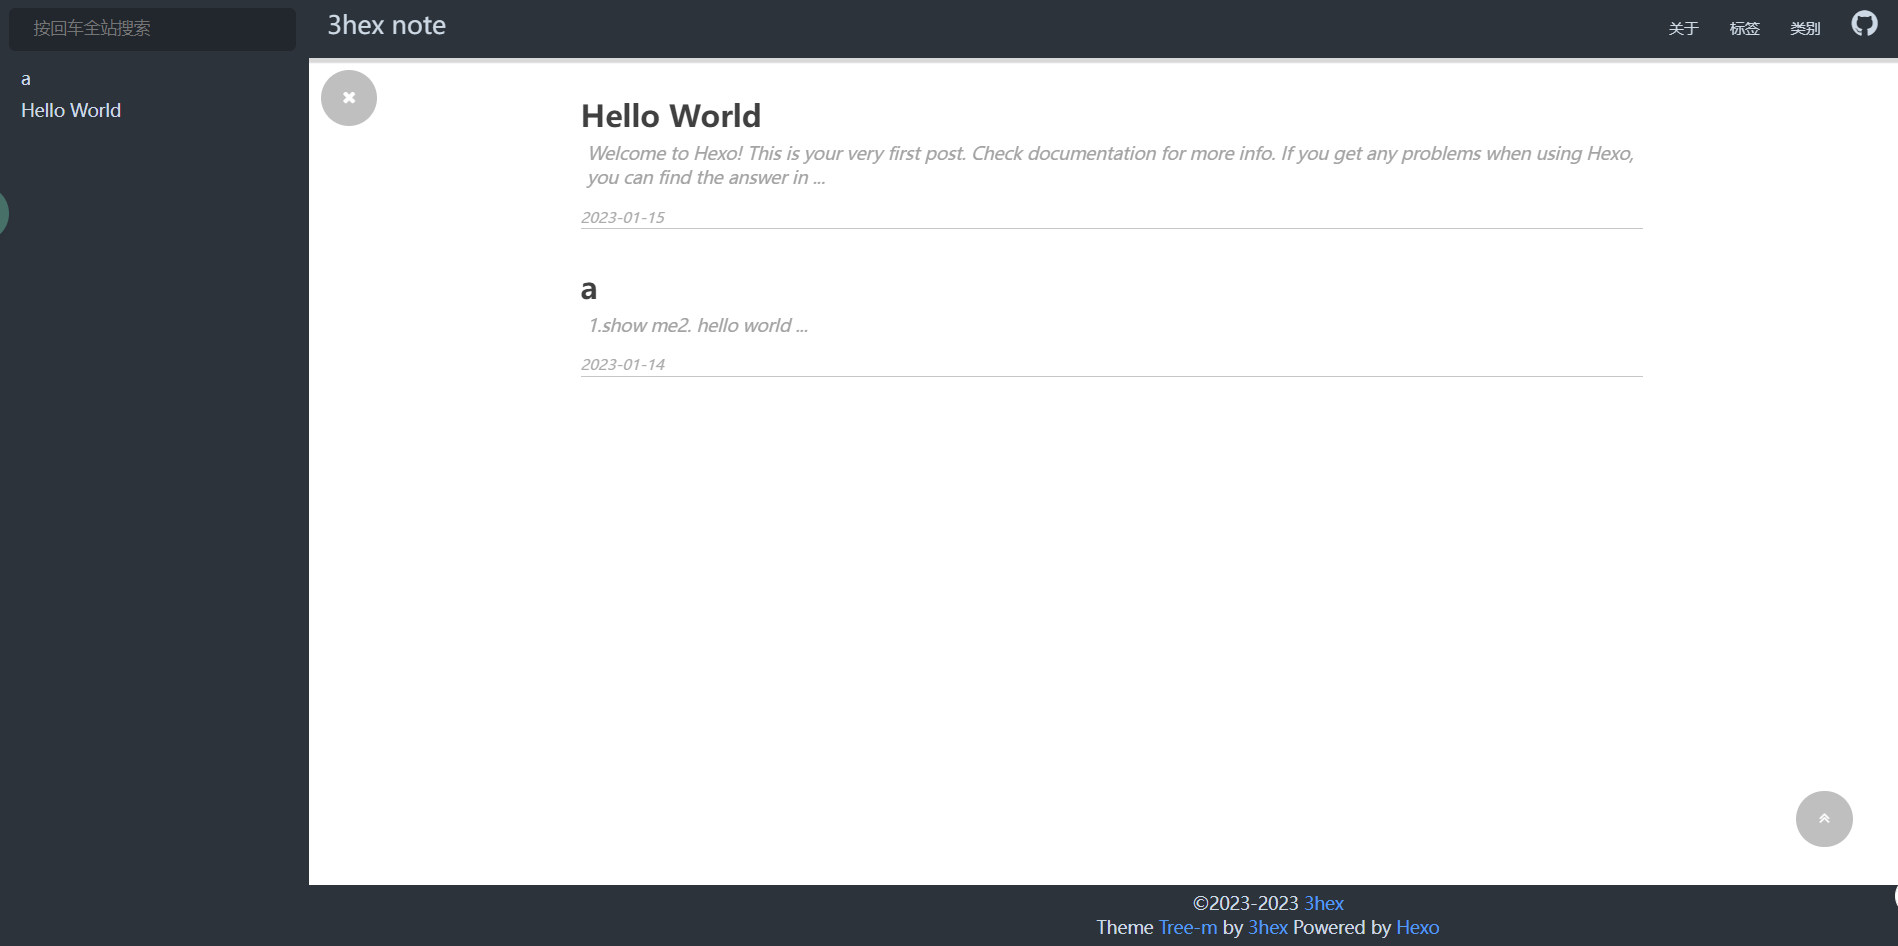 按回车全站搜索
a
Hello World
3hex note
关于 标签 类别
Hello World
Welcome to Hexo! This is your very first post. Check documentation for more info. If you get any problems when using Hexo,
you can find the answer in ...
2023-01-15
a
1.show me2. hello world ...
2023-01-14
©2023-2023 3hex
Theme Tree-m by 3hex Powered by Hexo